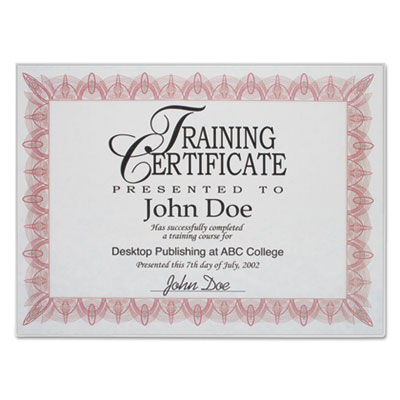 TRAINING
CERTIFICATE
PRESENTED TO
John Doe
Has successfully completed
a training course for
Desktop Publishing at ABC College
Presented this 7th day of July, 2002
John Doe